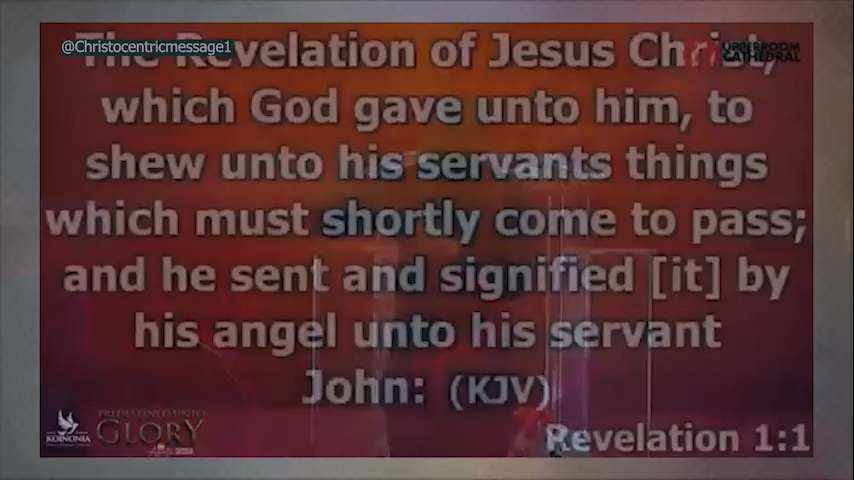 @Christocentricmessage1
UPPERROOM
CATHEDRAL
The Revelation of Jesus Christ,
which God gave unto him, to
shew unto his servants things
which must shortly come to pass;
and he sent and signified [it] by
his angel unto his servant
John: (KJV)
Revelation 1:1
KOINONIA
PREDESTINED UNTO
GLORY